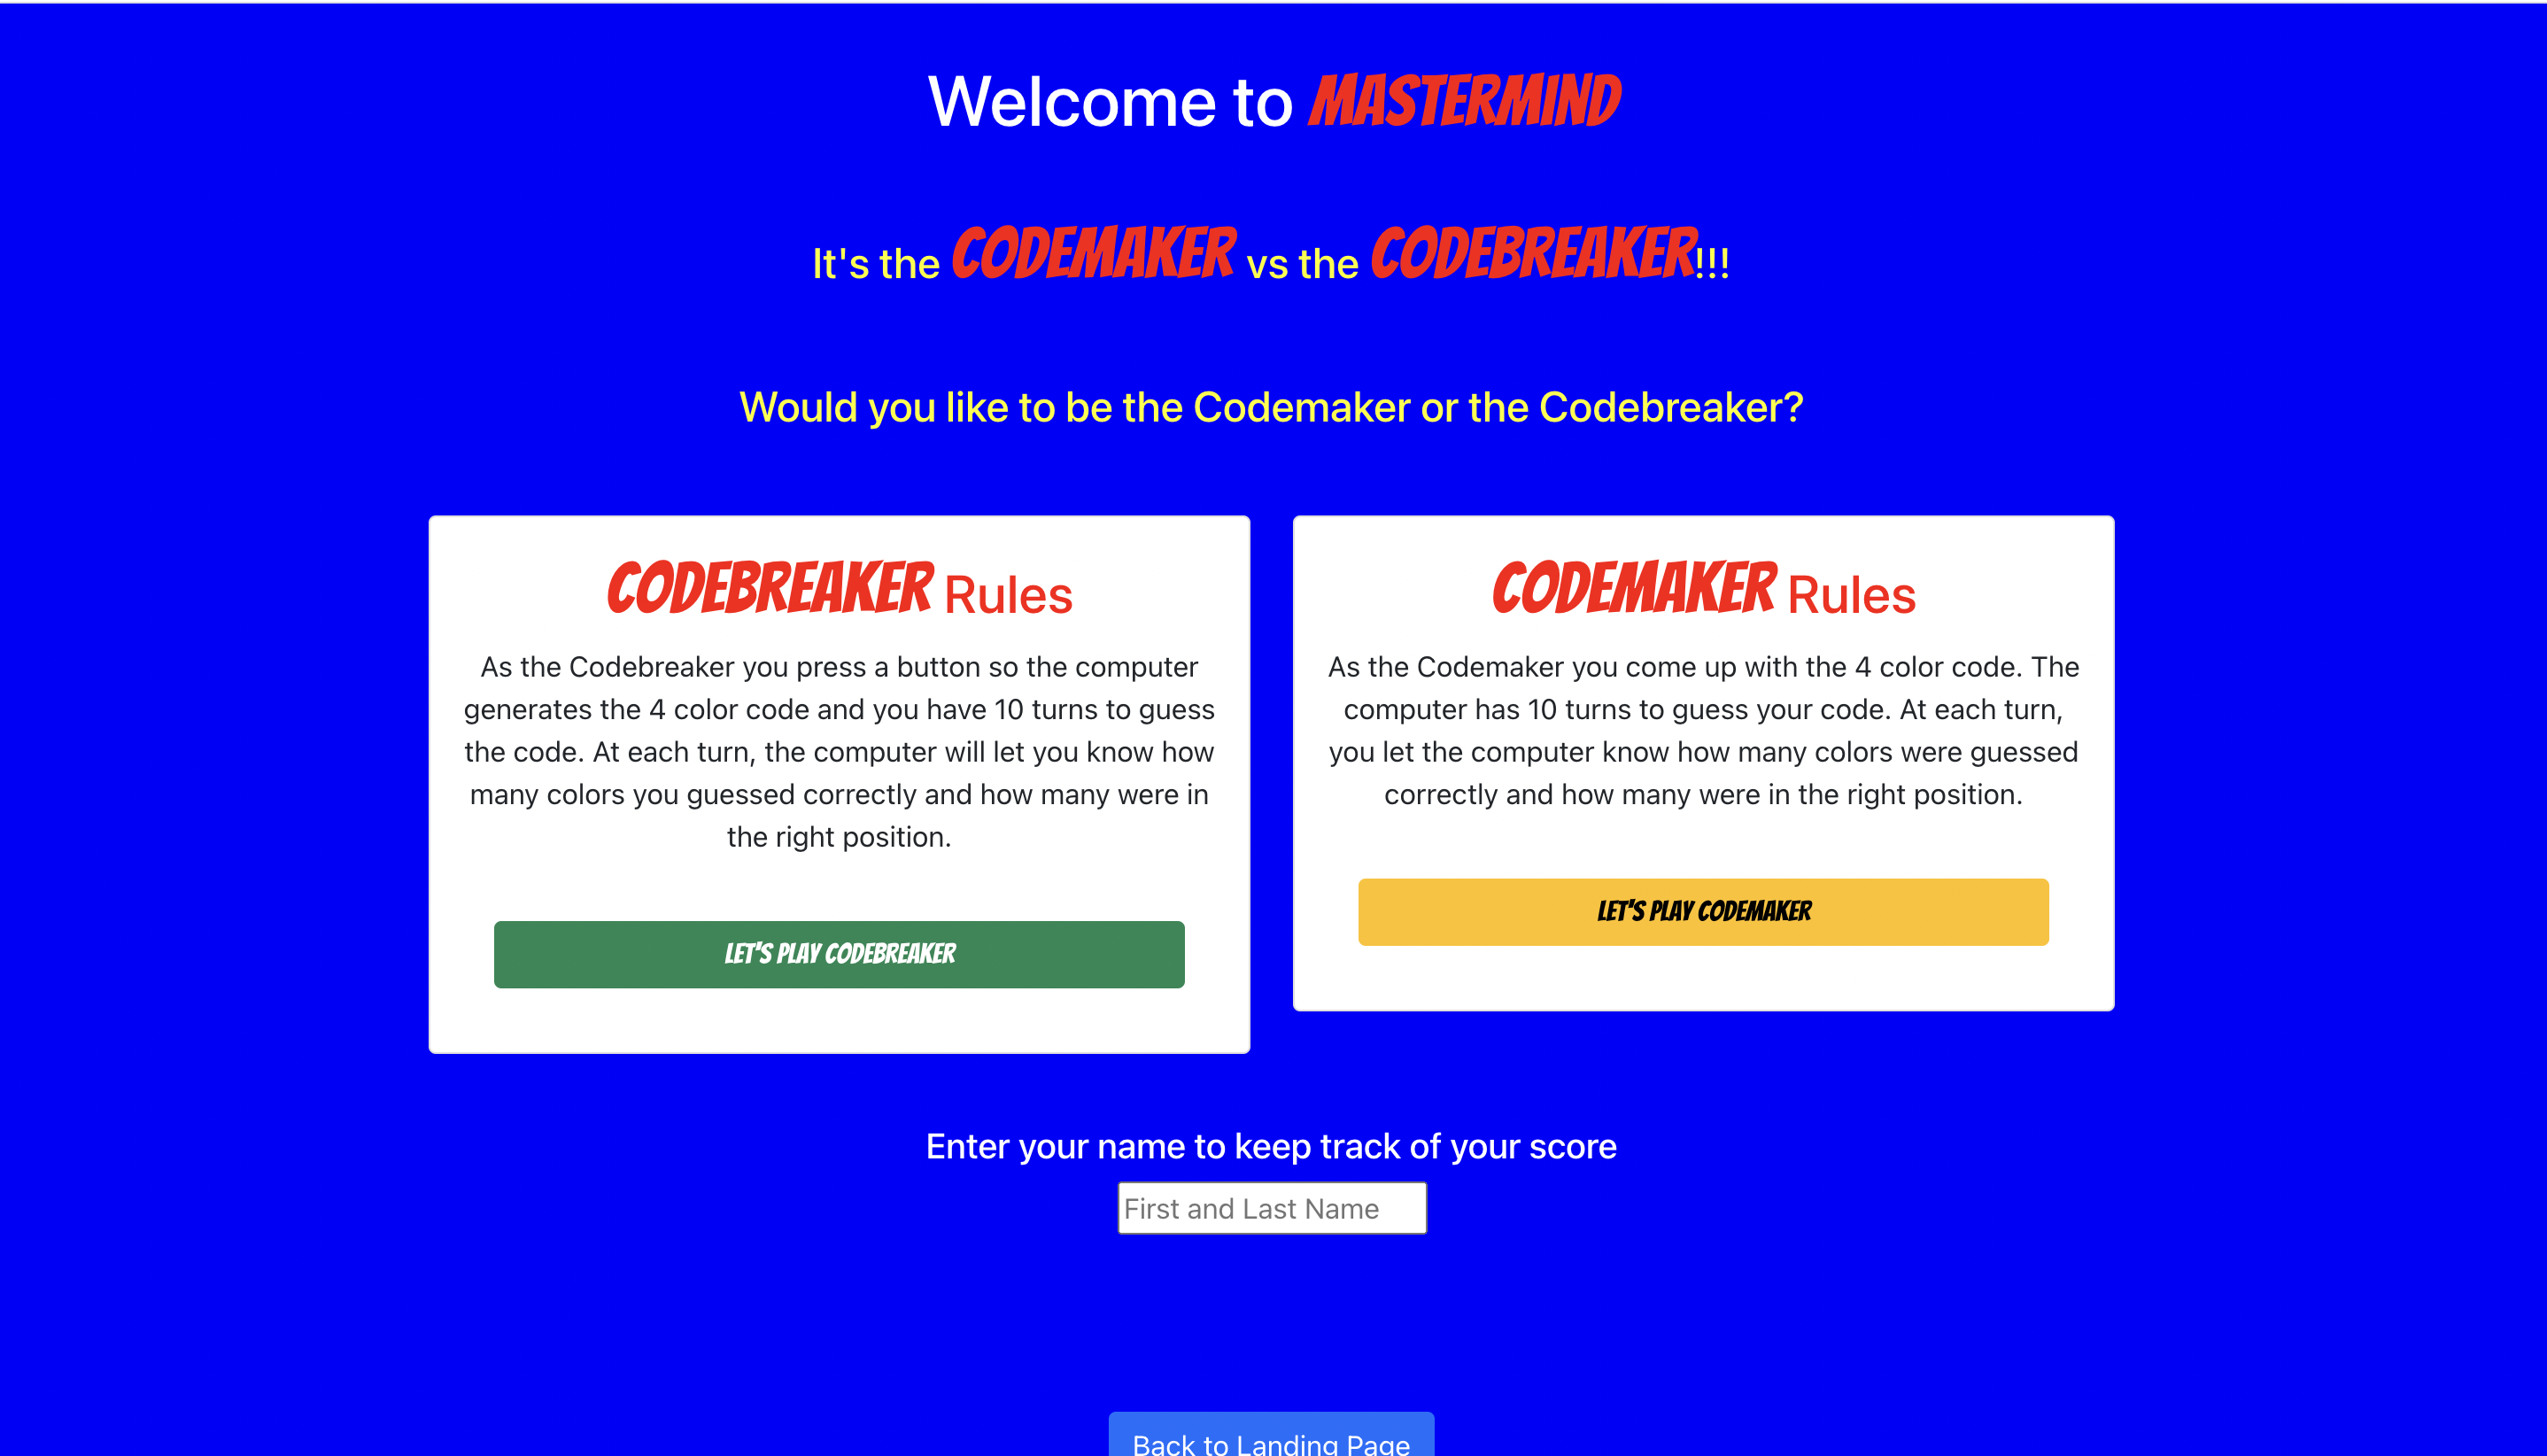 Welcome to MASTERMIND
It's the CODEMAKER vs the CODEBREAKER!!!
Would you like to be the Codemaker or the Codebreaker?
CODEBREAKER Rules
As the Codebreaker you press a button so the computer
generates the 4 color code and you have 10 turns to guess
the code. At each turn, the computer will let you know how
many colors you guessed correctly and how many were in
the right position.
LET'S PLAY CODEBREAKER
CODEMAKER Rules
As the Codemaker you come up with the 4 color code. The
computer has 10 turns to guess your code. At each turn,
you let the computer know how many colors were guessed
correctly and how many were in the right position.
LET'S PLAY CODEMAKER
Enter your name to keep track of your score
First and Last Name
Back to Landing Page